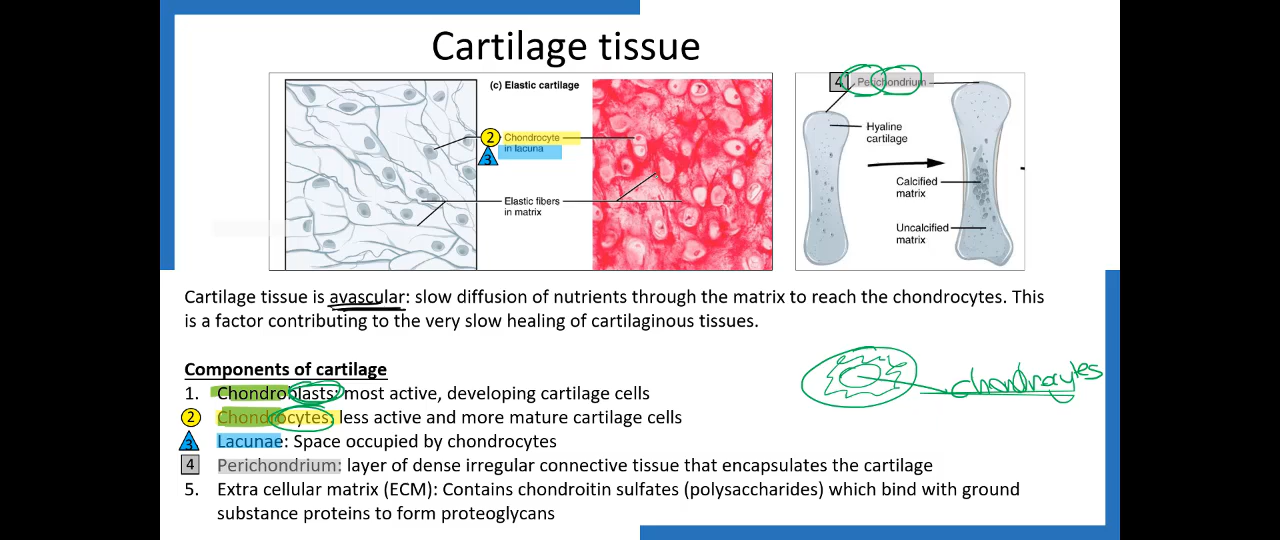 Cartilage tissue
(c) Elastic cartilage
2 Chondrocyte
3 in lacuna
Elastic fibers
in matrix
4 Perichondrium
Hyaline
cartilage
Calcified
matrix
Uncalcified
matrix
Cartilage tissue is avascular: slow diffusion of nutrients through the matrix to reach the chondrocytes. This
is a factor contributing to the very slow healing of cartilaginous tissues.
Components of cartilage
1. Chondroblasts: most active, developing cartilage cells
2 Chondrocytes: less active and more mature cartilage cells
3 Lacunae: Space occupied by chondrocytes
4 Perichondrium: layer of dense irregular connective tissue that encapsulates the cartilage
5. Extra cellular matrix (ECM): Contains chondroitin sulfates (polysaccharides) which bind with ground
substance proteins to form proteoglycans
chondrocytes